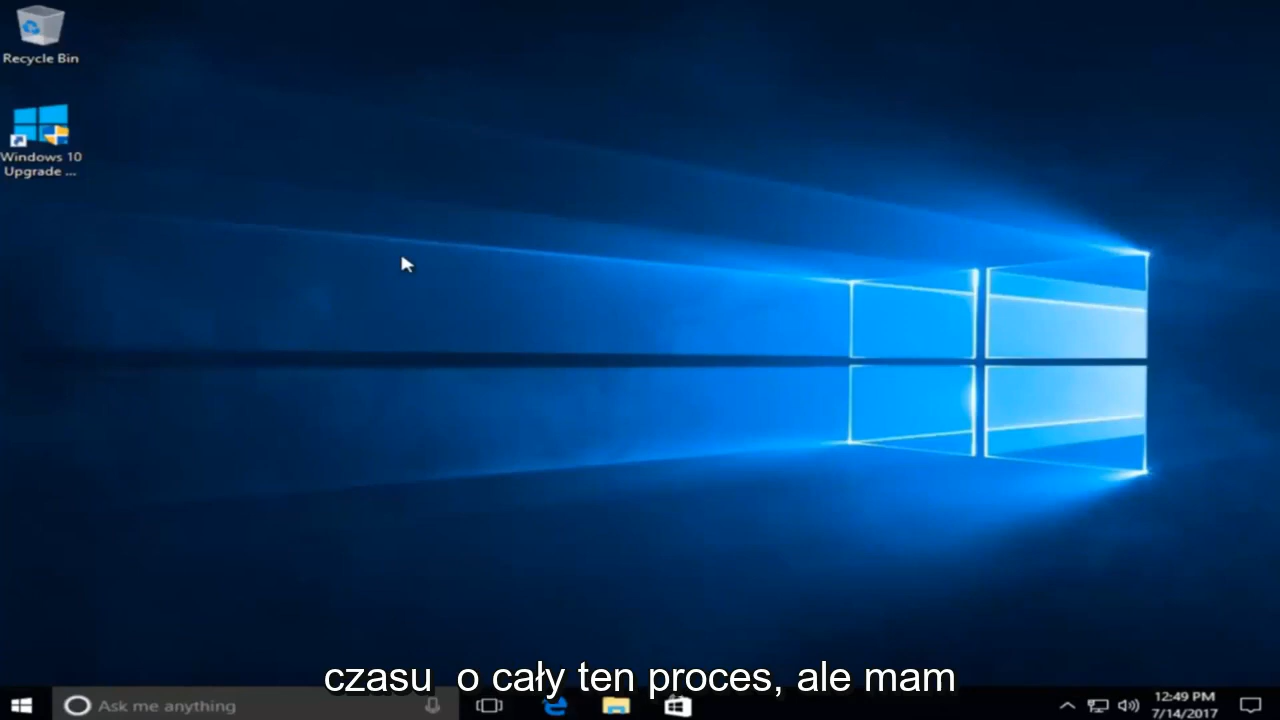 Recycle Bin
Windows 10
Upgrade ...
czasu o cały ten proces, ale mam
Ask me anything
12:49 PM
7/14/2017